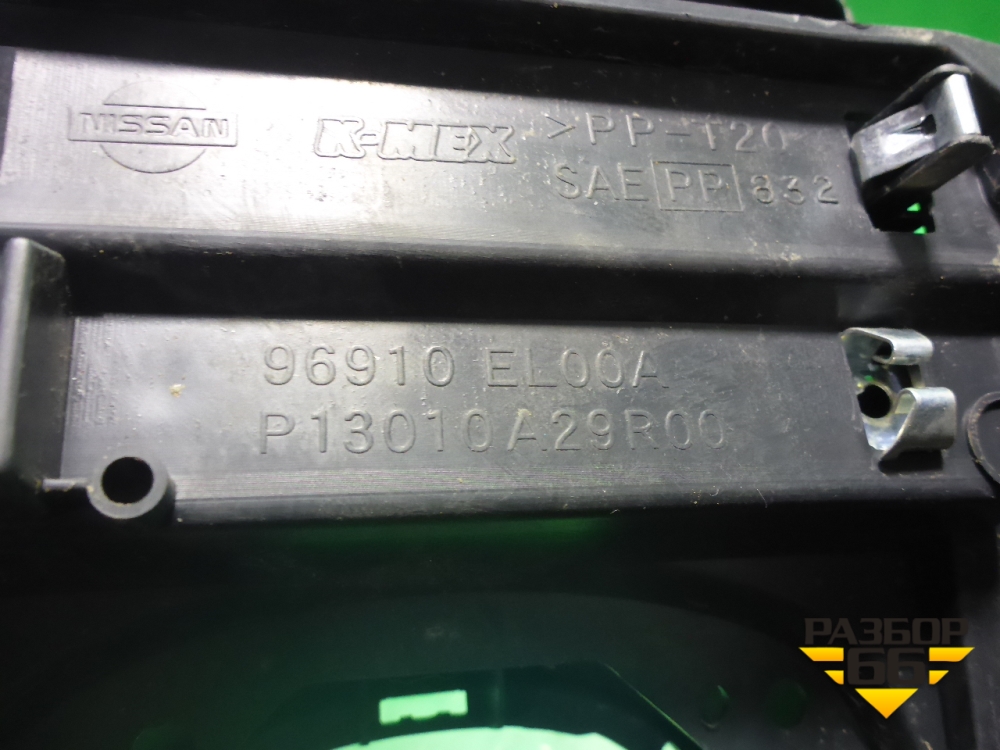 NISSAN K-MEX >PP-T20
SAE PP 832
96910 EL00A
P13010A29R00
РАЗБОР
66